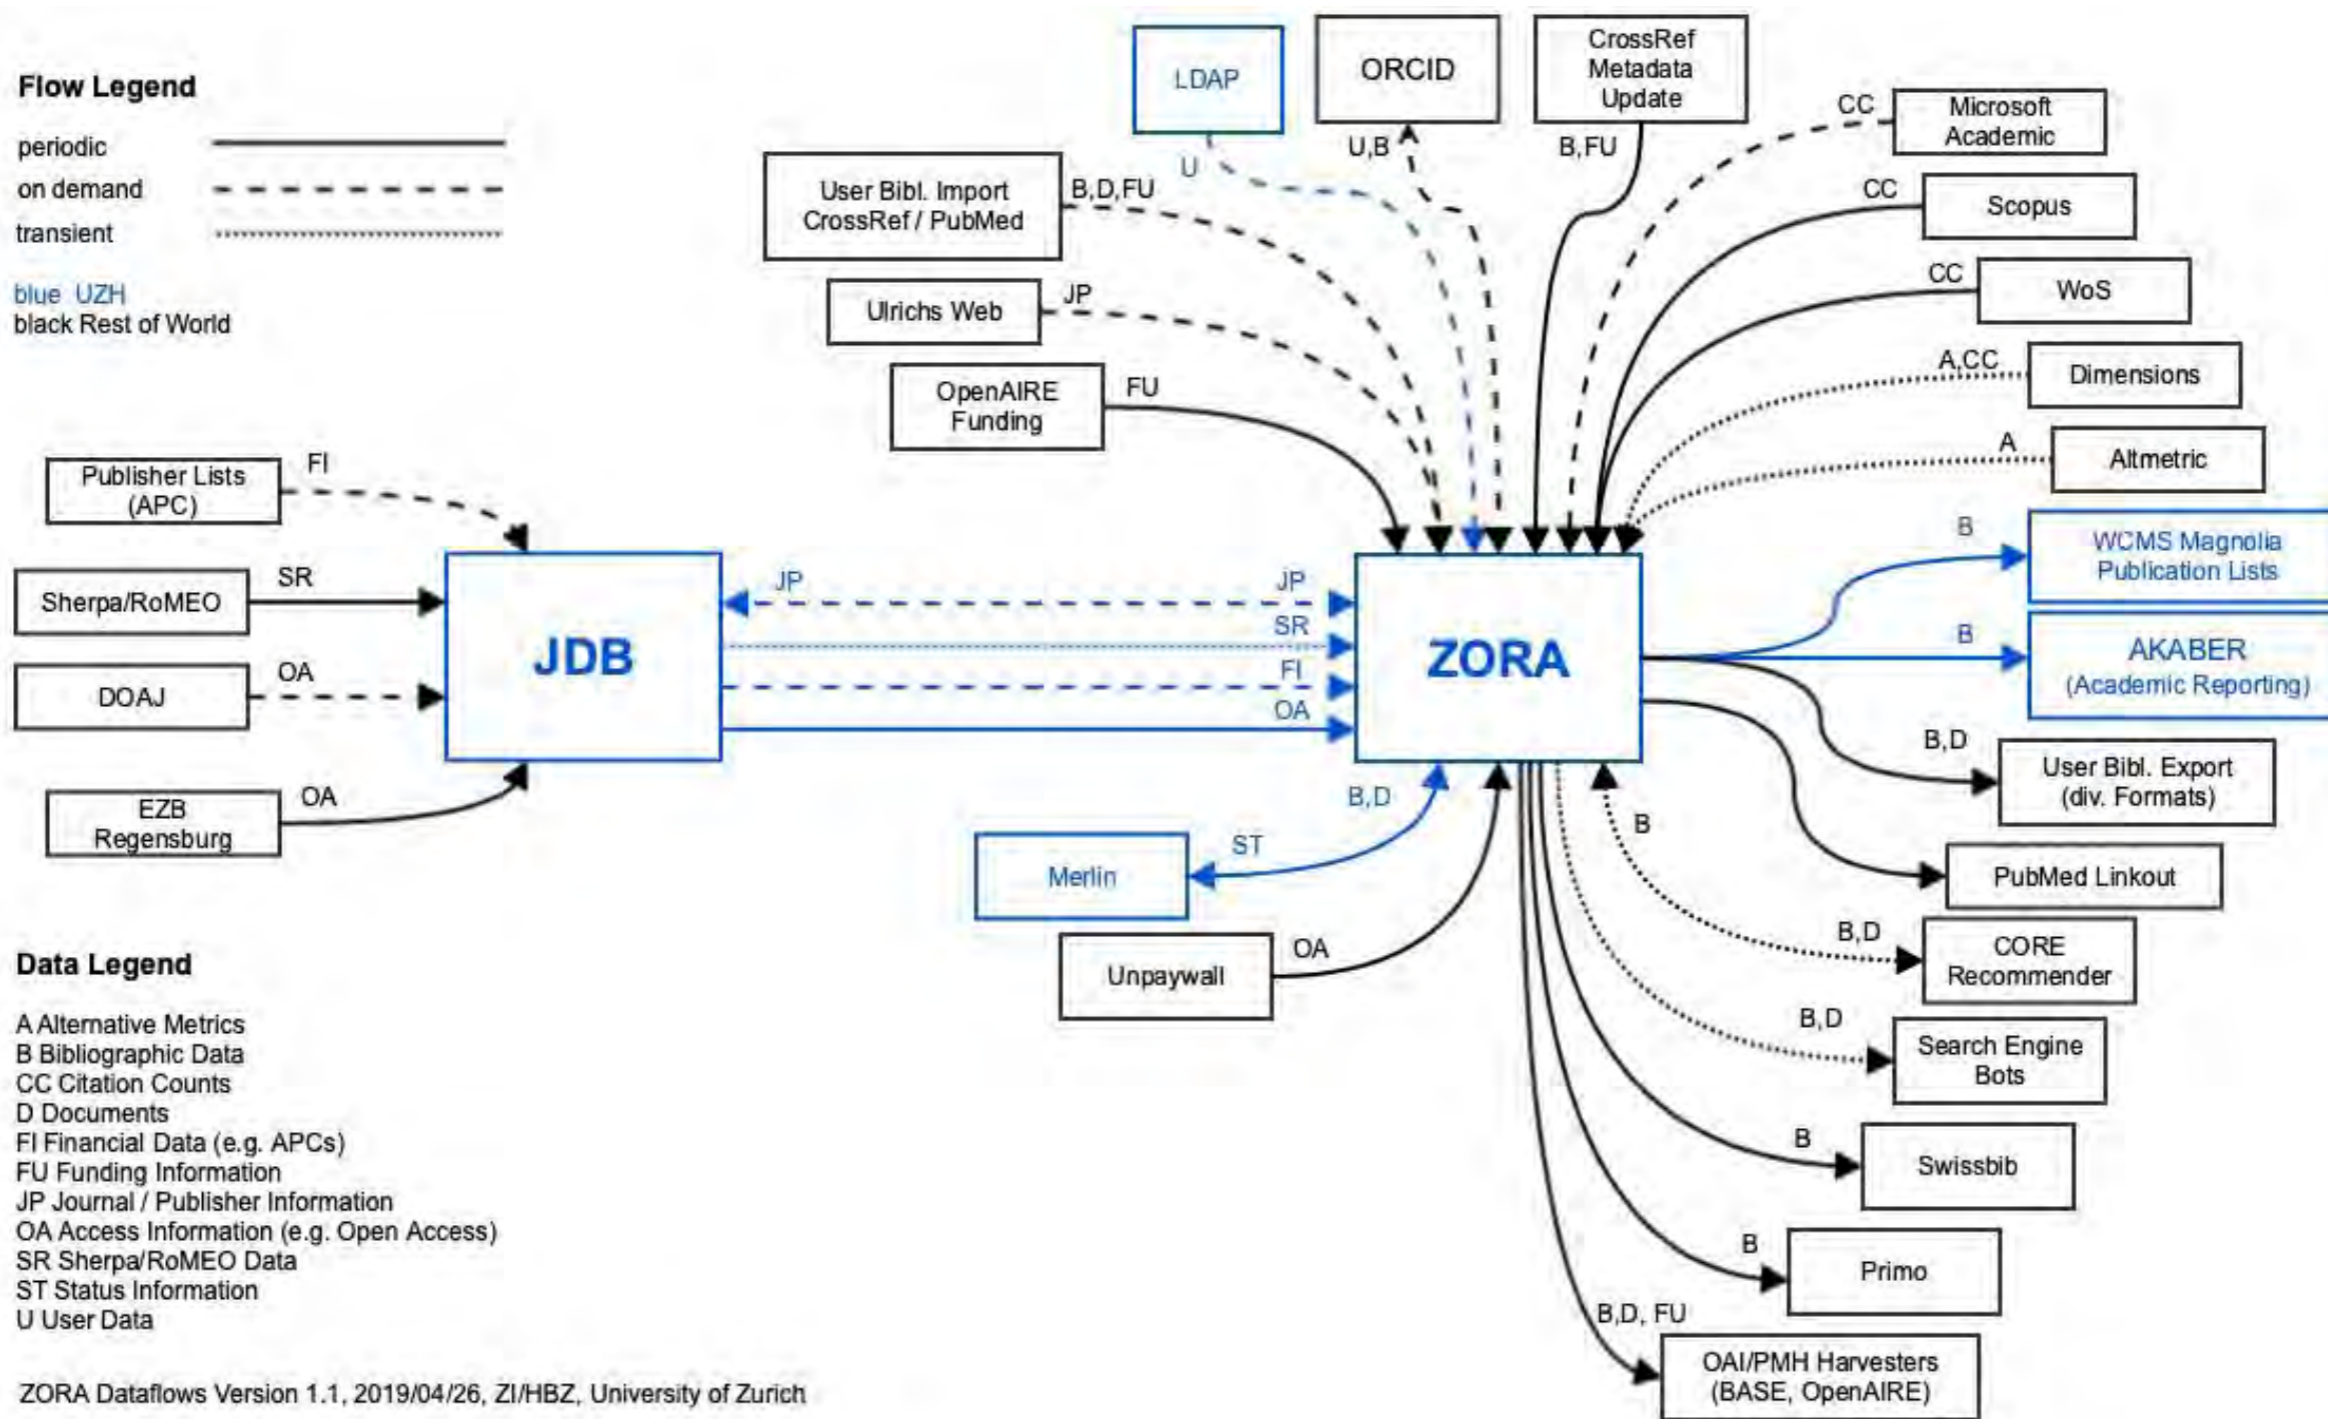 Flow Legend
periodic
on demand
transient
blue UZH
black Rest of World
LDAP
U
ORCID
U,B
CrossRef
Metadata
Update
B,FU
CC
Microsoft
Academic
CC
Scopus
CC
WoS
A,CC
Dimensions
A
Altmetric
User Bibl. Import
CrossRef / PubMed
B,D,FU
Ulrichs Web
JP
OpenAIRE
Funding
FU
Publisher Lists
(APC)
FI
Sherpa/RoMEO
SR
DOAJ
OA
EZB
Regensburg
OA
JDB
JP
JP
SR
FI
OA
ZORA
B
WCMS Magnolia
Publication Lists
B
AKABER
(Academic Reporting)
B,D
User Bibl. Export
(div. Formats)
PubMed Linkout
B
B,D
CORE
Recommender
B,D
Search Engine
Bots
B
Swissbib
B
Primo
B,D, FU
OAI/PMH Harvesters
(BASE, OpenAIRE)
B,D
ST
Merlin
Unpaywall
OA
Data Legend
A Alternative Metrics
B Bibliographic Data
CC Citation Counts
D Documents
FI Financial Data (e.g. APCs)
FU Funding Information
JP Journal / Publisher Information
OA Access Information (e.g. Open Access)
SR Sherpa/RoMEO Data
ST Status Information
U User Data
ZORA Dataflows Version 1.1, 2019/04/26, ZI/HBZ, University of Zurich